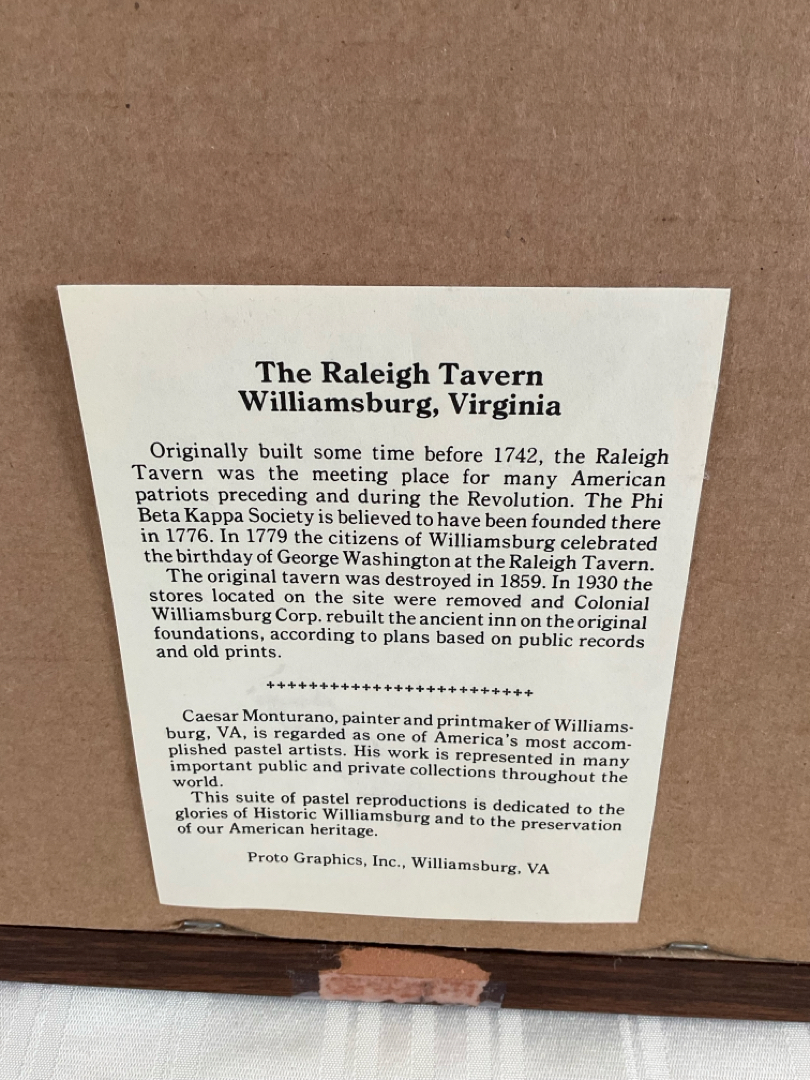 The Raleigh Tavern
Williamsburg, Virginia
Originally built some time before 1742, the Raleigh
Tavern was the meeting place for many American
patriots preceding and during the Revolution. The Phi
Beta Kappa Society is believed to have been founded there
in 1776. In 1779 the citizens of Williamsburg celebrated
the birthday of George Washington at the Raleigh Tavern.
The original tavern was destroyed in 1859. In 1930 the
stores located on the site were removed and Colonial
Williamsburg Corp. rebuilt the ancient inn on the original
foundations, according to plans based on public records
and old prints.
+++++++++++++++++++++++++
Caesar Monturano, painter and printmaker of Williams-
burg, VA, is regarded as one of America's most accom-
plished pastel artists. His work is represented in many
important public and private collections throughout the
world.
This suite of pastel reproductions is dedicated to the
glories of Historic Williamsburg and to the preservation
of our American heritage.
Proto Graphics, Inc., Williamsburg, VA